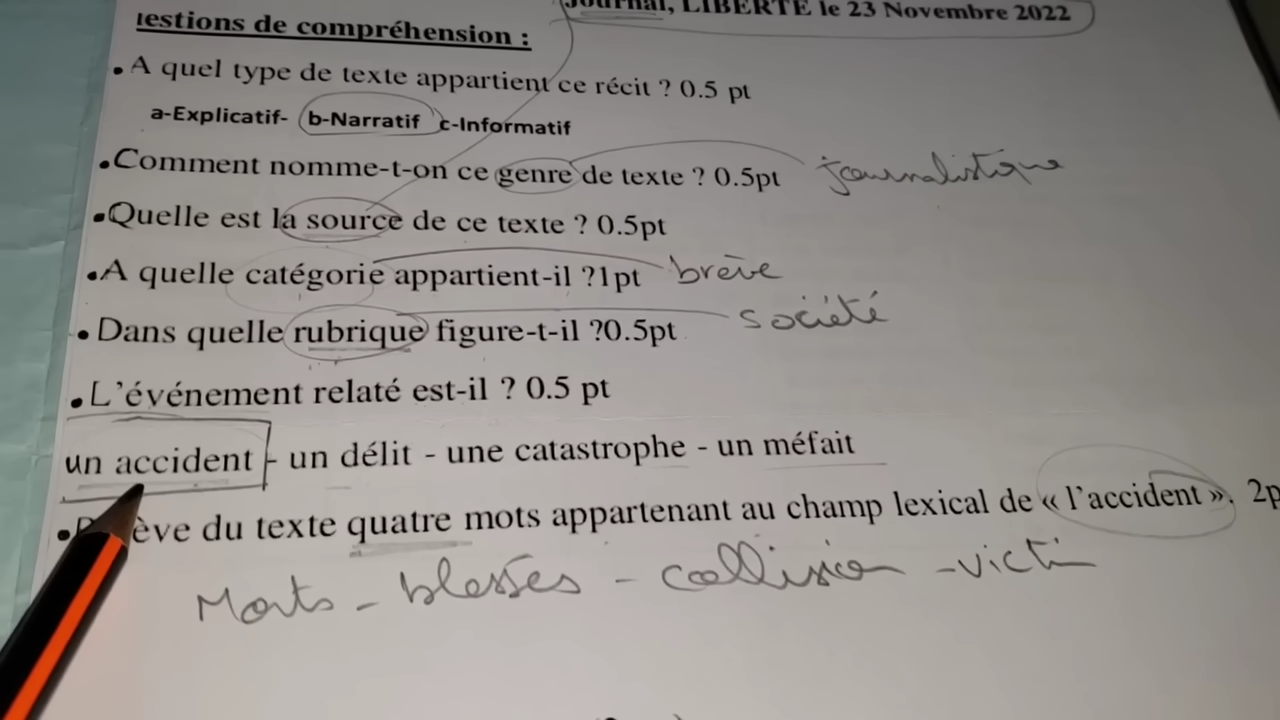 Journal, LIBERTE le 23 Novembre 2022
estions de compréhension :
• A quel type de texte appartient ce récit ? 0.5 pt
a-Explicatif- b-Narratif c-Informatif
•Comment nomme-t-on ce genre de texte ? 0.5pt journalistique
•Quelle est la source de ce texte ? 0.5pt
•A quelle catégorie appartient-il ?1pt brève
• Dans quelle rubrique figure-t-il ?0.5pt société
•L'événement relaté est-il ? 0.5 pt
un accident - un délit - une catastrophe - un méfait
• ève du texte quatre mots appartenant au champ lexical de « l'accident ». 2p
Morts - blessés - collision - victi